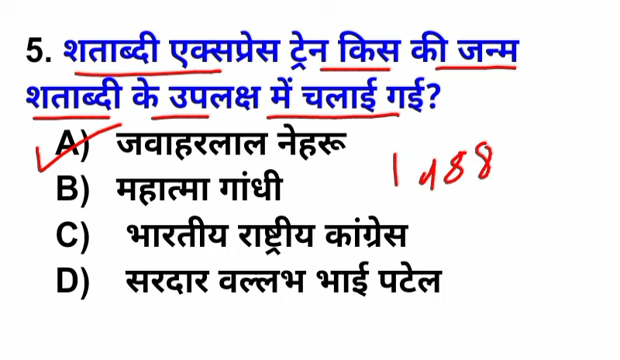 5. शताब्दी एक्सप्रेस ट्रेन किस की जन्म
शताब्दी के उपलक्ष में चलाई गई?
A) जवाहरलाल नेहरू
B) महात्मा गांधी
C) भारतीय राष्ट्रीय कांग्रेस
D) सरदार वल्लभ भाई पटेल
1988